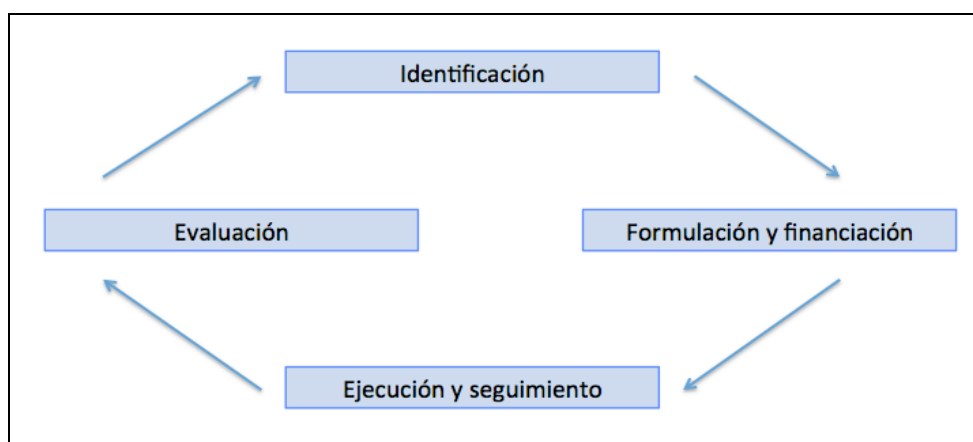 Identificación
Evaluación
Formulación y financiación
Ejecución y seguimiento